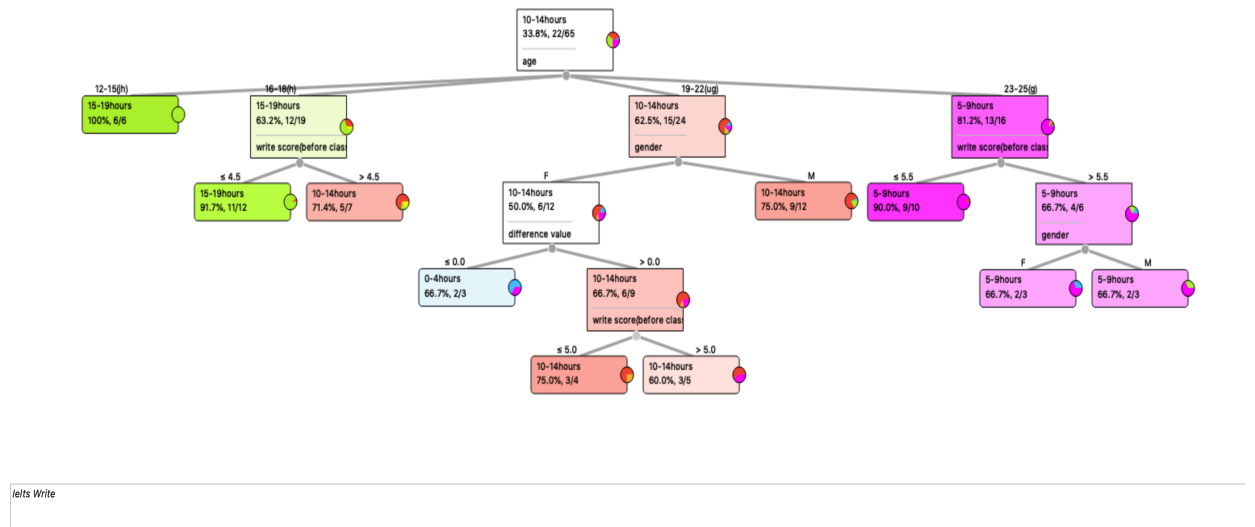 10-14hours
33.8%, 22/65
age
12-15(jh)
16-18(h)
19-22(ug)
23-25(g)
15-19hours
100%, 6/6
15-19hours
63.2%, 12/19
write score(before clas
10-14hours
62.5%, 15/24
gender
5-9hours
81.2%, 13/16
write score(before clas
≤ 4.5
> 4.5
F
M
≤ 5.5
> 5.5
15-19hours
91.7%, 11/12
10-14hours
71.4%, 5/7
10-14hours
50.0%, 6/12
difference value
10-14hours
75.0%, 9/12
5-9hours
90.0%, 9/10
5-9hours
66.7%, 4/6
gender
≤ 0.0
> 0.0
F
M
0-4hours
66.7%, 2/3
10-14hours
66.7%, 6/9
write score(before clas
5-9hours
66.7%, 2/3
5-9hours
66.7%, 2/3
≤ 5.0
> 5.0
10-14hours
75.0%, 3/4
10-14hours
60.0%, 3/5
Ielts Write